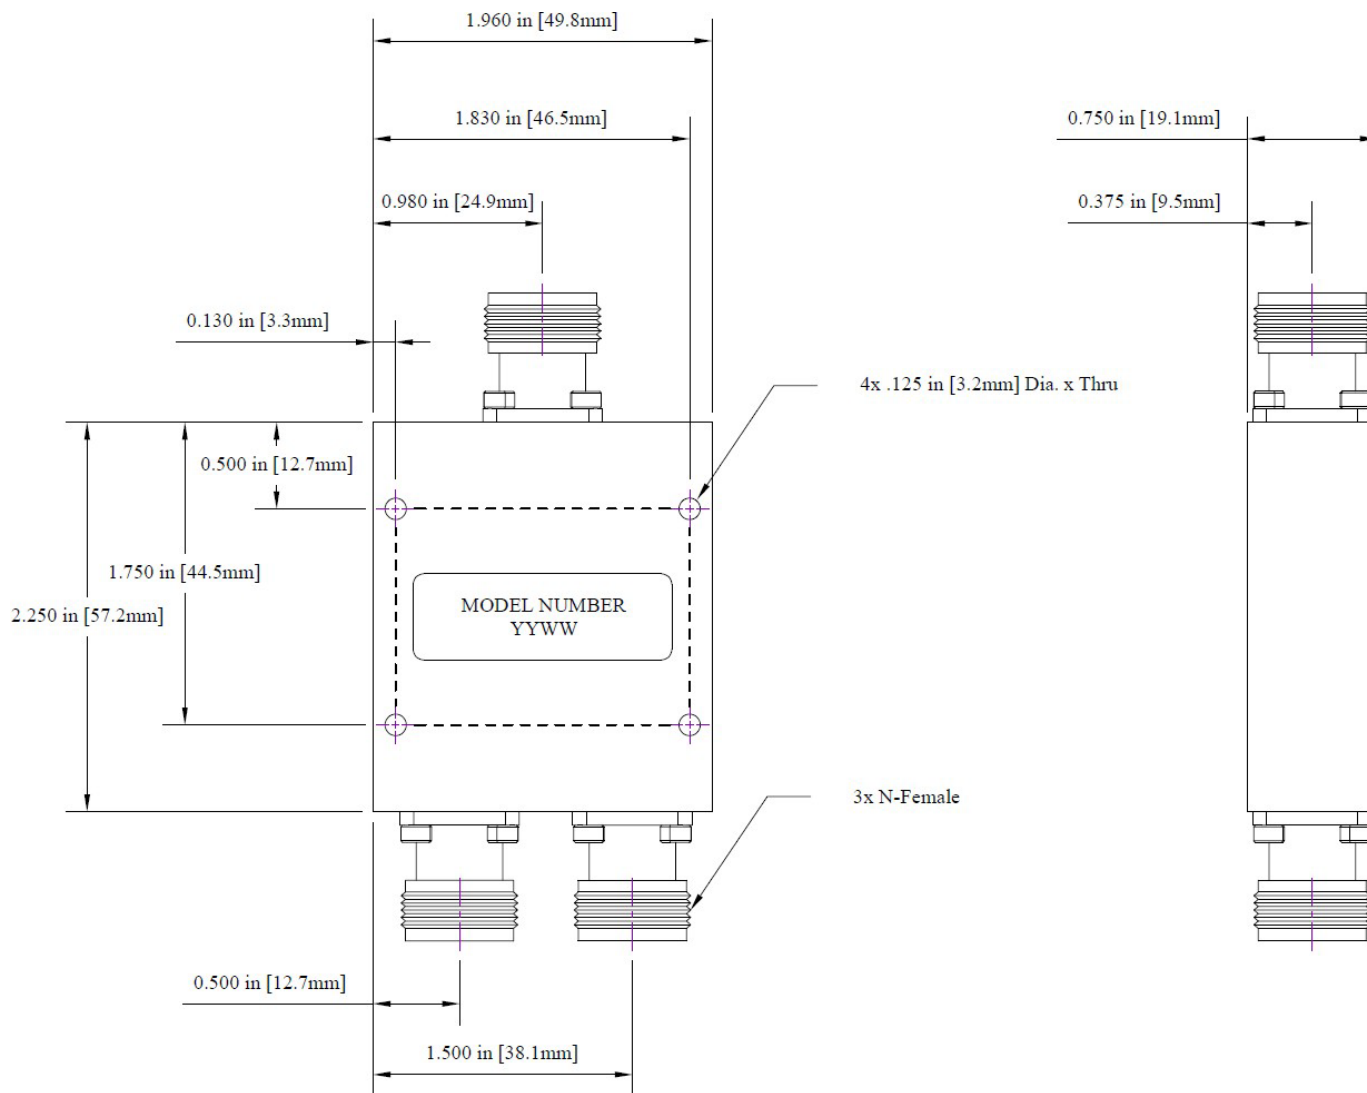 1.960 in [49.8mm]
1.830 in [46.5mm]
0.750 in [19.1mm]
0.980 in [24.9mm]
0.375 in [9.5mm]
0.130 in [3.3mm]
4x .125 in [3.2mm] Dia. x Thru
0.500 in [12.7mm]
1.750 in [44.5mm]
2.250 in [57.2mm]
MODEL NUMBER
YYWW
3x N-Female
0.500 in [12.7mm]
1.500 in [38.1mm]